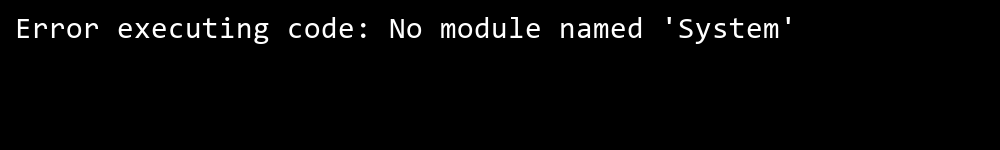 Error executing code: No module named 'System'